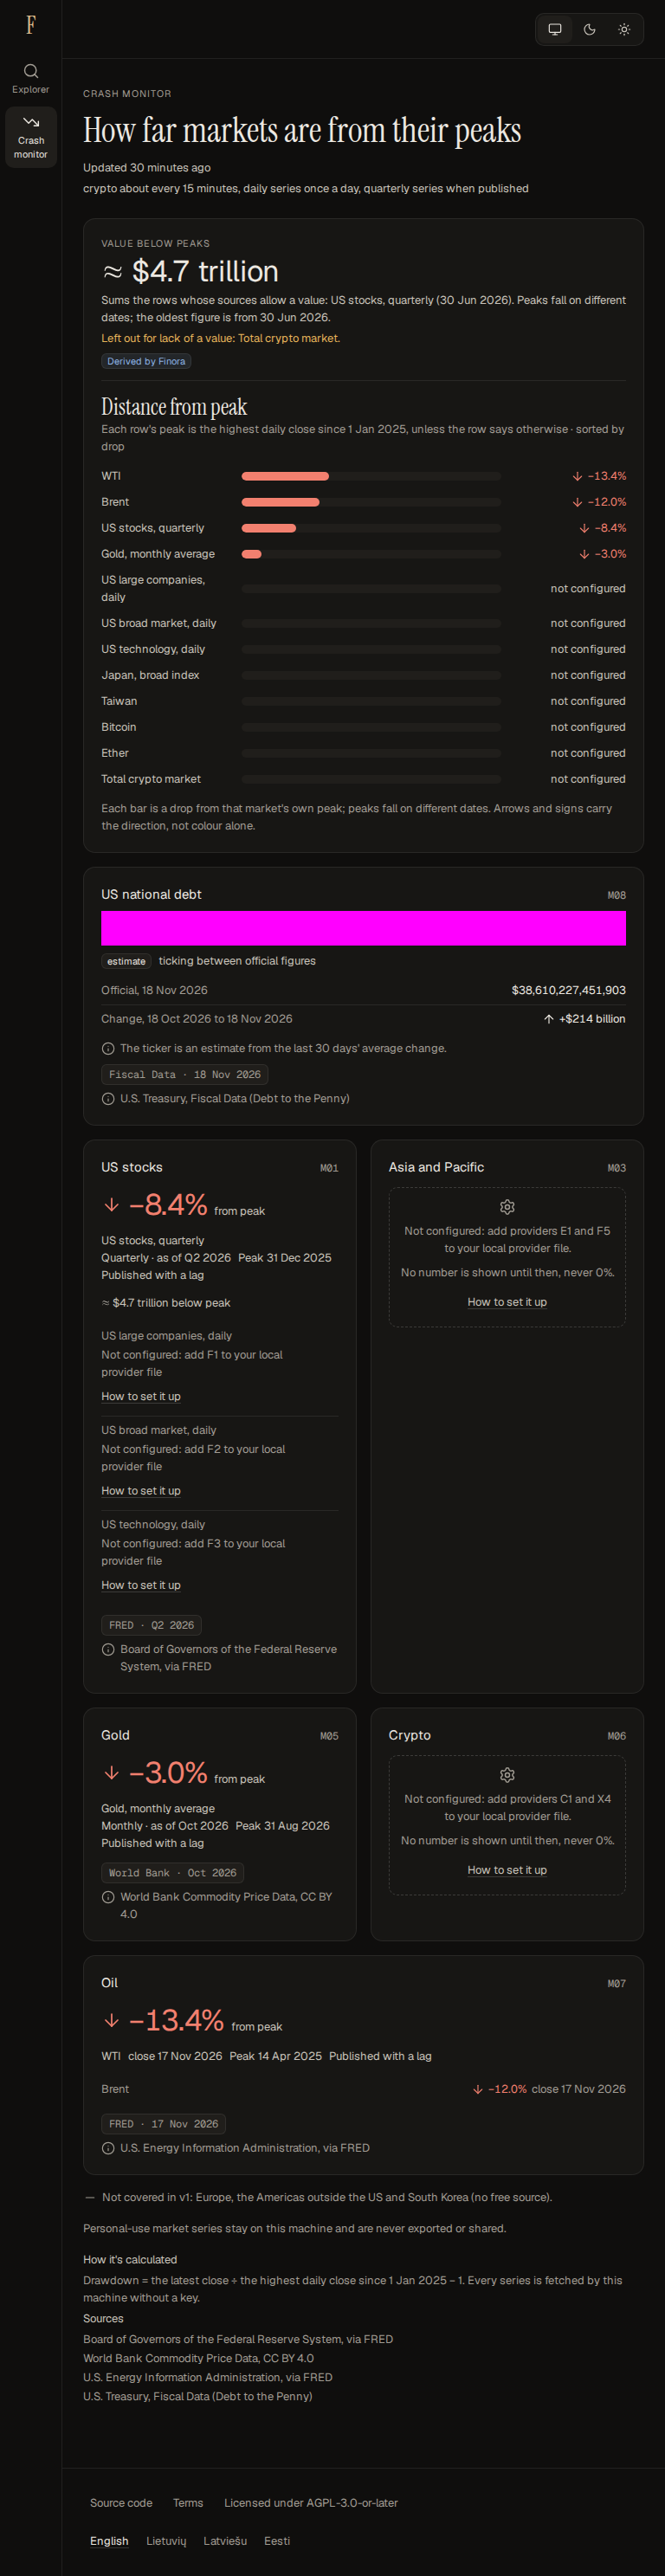 F
Explorer
Crash
monitor
CRASH MONITOR
How far markets are from their peaks
Updated 30 minutes ago
crypto about every 15 minutes, daily series once a day, quarterly series when published
VALUE BELOW PEAKS
≈ $4.7 trillion
Sums the rows whose sources allow a value: US stocks, quarterly (30 Jun 2026). Peaks fall on different
dates; the oldest figure is from 30 Jun 2026.
Left out for lack of a value: Total crypto market.
Derived by Finora
Distance from peak
Each row's peak is the highest daily close since 1 Jan 2025, unless the row says otherwise · sorted by
drop
WTI ↓ −13.4%
Brent ↓ −12.0%
US stocks, quarterly ↓ −8.4%
Gold, monthly average ↓ −3.0%
US large companies,
daily not configured
US broad market, daily not configured
US technology, daily not configured
Japan, broad index not configured
Taiwan not configured
Bitcoin not configured
Ether not configured
Total crypto market not configured
Each bar is a drop from that market's own peak; peaks fall on different dates. Arrows and signs carry
the direction, not colour alone.
US national debt M08
estimate ticking between official figures
Official, 18 Nov 2026 $38,610,227,451,903
Change, 18 Oct 2026 to 18 Nov 2026 ↑ +$214 billion
The ticker is an estimate from the last 30 days' average change.
Fiscal Data · 18 Nov 2026
U.S. Treasury, Fiscal Data (Debt to the Penny)
US stocks M01
↓ −8.4% from peak
US stocks, quarterly
Quarterly · as of Q2 2026 Peak 31 Dec 2025
Published with a lag
≈ $4.7 trillion below peak
US large companies, daily
Not configured: add F1 to your local
provider file
How to set it up
US broad market, daily
Not configured: add F2 to your local
provider file
How to set it up
US technology, daily
Not configured: add F3 to your local
provider file
How to set it up
FRED · Q2 2026
Board of Governors of the Federal Reserve
System, via FRED
Asia and Pacific M03
Not configured: add providers E1 and F5
to your local provider file.
No number is shown until then, never 0%.
How to set it up
Gold M05
↓ −3.0% from peak
Gold, monthly average
Monthly · as of Oct 2026 Peak 31 Aug 2026
Published with a lag
World Bank · Oct 2026
World Bank Commodity Price Data, CC BY
4.0
Crypto M06
Not configured: add providers C1 and X4
to your local provider file.
No number is shown until then, never 0%.
How to set it up
Oil M07
↓ −13.4% from peak
WTI close 17 Nov 2026 Peak 14 Apr 2025 Published with a lag
Brent ↓ −12.0% close 17 Nov 2026
FRED · 17 Nov 2026
U.S. Energy Information Administration, via FRED
— Not covered in v1: Europe, the Americas outside the US and South Korea (no free source).
Personal-use market series stay on this machine and are never exported or shared.
How it's calculated
Drawdown = the latest close ÷ the highest daily close since 1 Jan 2025 − 1. Every series is fetched by this
machine without a key.
Sources
Board of Governors of the Federal Reserve System, via FRED
World Bank Commodity Price Data, CC BY 4.0
U.S. Energy Information Administration, via FRED
U.S. Treasury, Fiscal Data (Debt to the Penny)
Source code Terms Licensed under AGPL-3.0-or-later
English Lietuvių Latviešu Eesti